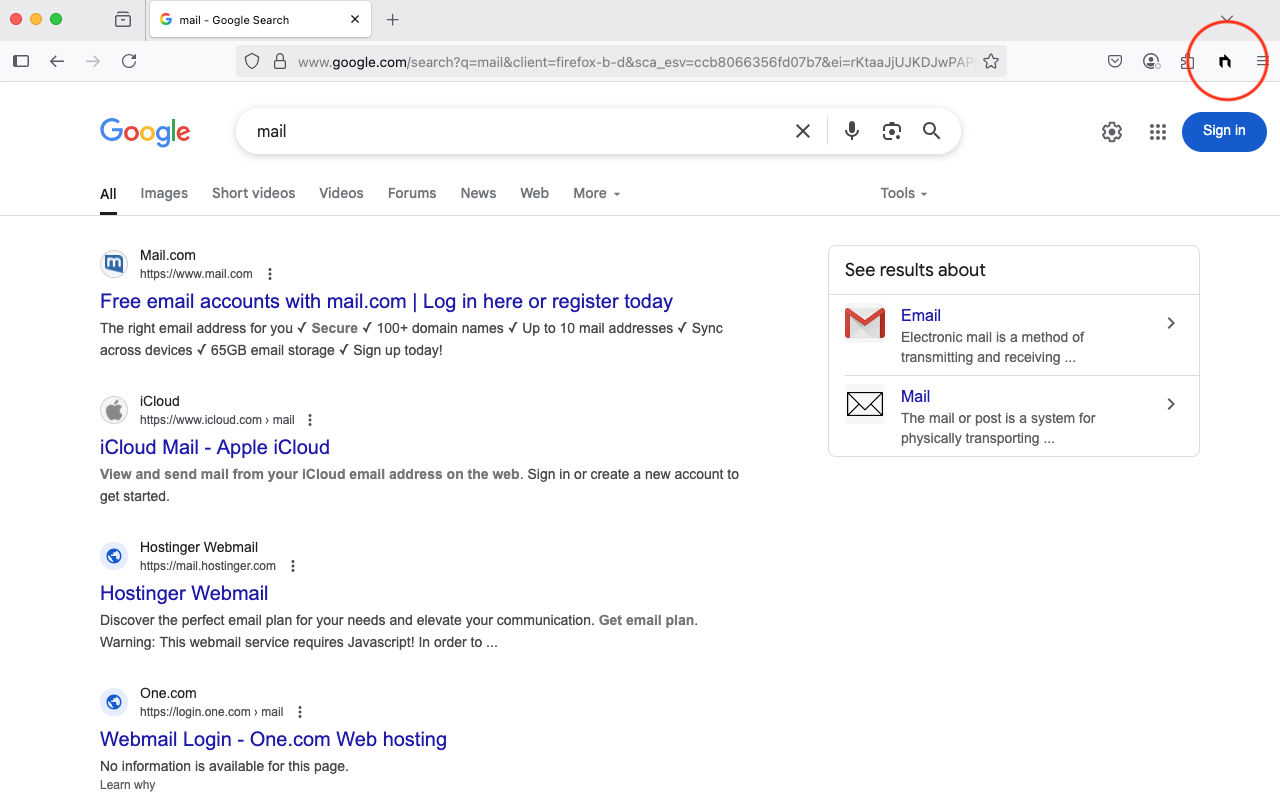 mail - Google Search
www.google.com/search?q=mail&client=firefox-b-d&sca_esv=ccb8066356fd07b7&ei=rKtaaJjUJKDJwPAP
Google
mail
Sign in
All Images Short videos Videos Forums News Web More Tools
Mail.com
https://www.mail.com
Free email accounts with mail.com | Log in here or register today
The right email address for you ✓ Secure ✓ 100+ domain names ✓ Up to 10 mail addresses ✓ Sync
across devices ✓ 65GB email storage ✓ Sign up today!
iCloud
https://www.icloud.com › mail
iCloud Mail - Apple iCloud
View and send mail from your iCloud email address on the web. Sign in or create a new account to
get started.
Hostinger Webmail
https://mail.hostinger.com
Hostinger Webmail
Discover the perfect email plan for your needs and elevate your communication. Get email plan.
Warning: This webmail service requires Javascript! In order to ...
One.com
https://login.one.com › mail
Webmail Login - One.com Web hosting
No information is available for this page.
Learn why
See results about
Email
Electronic mail is a method of
transmitting and receiving ...
Mail
The mail or post is a system for
physically transporting ...